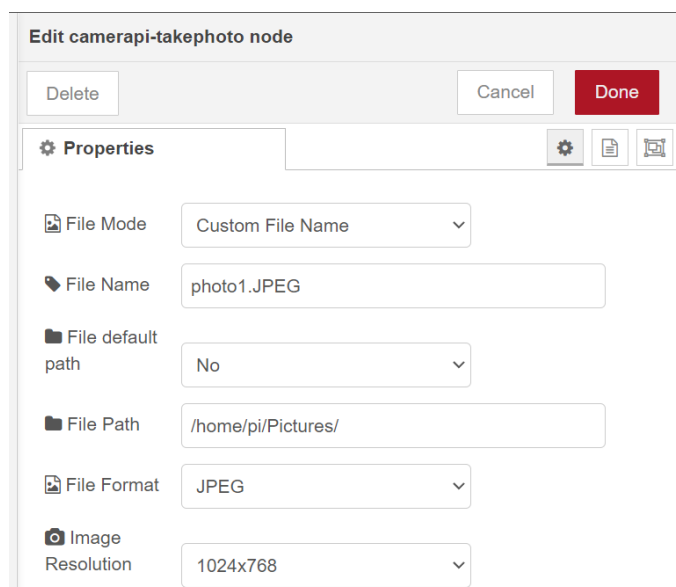 Edit camerapi-takephoto node
Delete
Cancel
Done
Properties
File Mode
Custom File Name
File Name
photo1.JPEG
File default
path
No
File Path
/home/pi/Pictures/
File Format
JPEG
Image
Resolution
1024x768